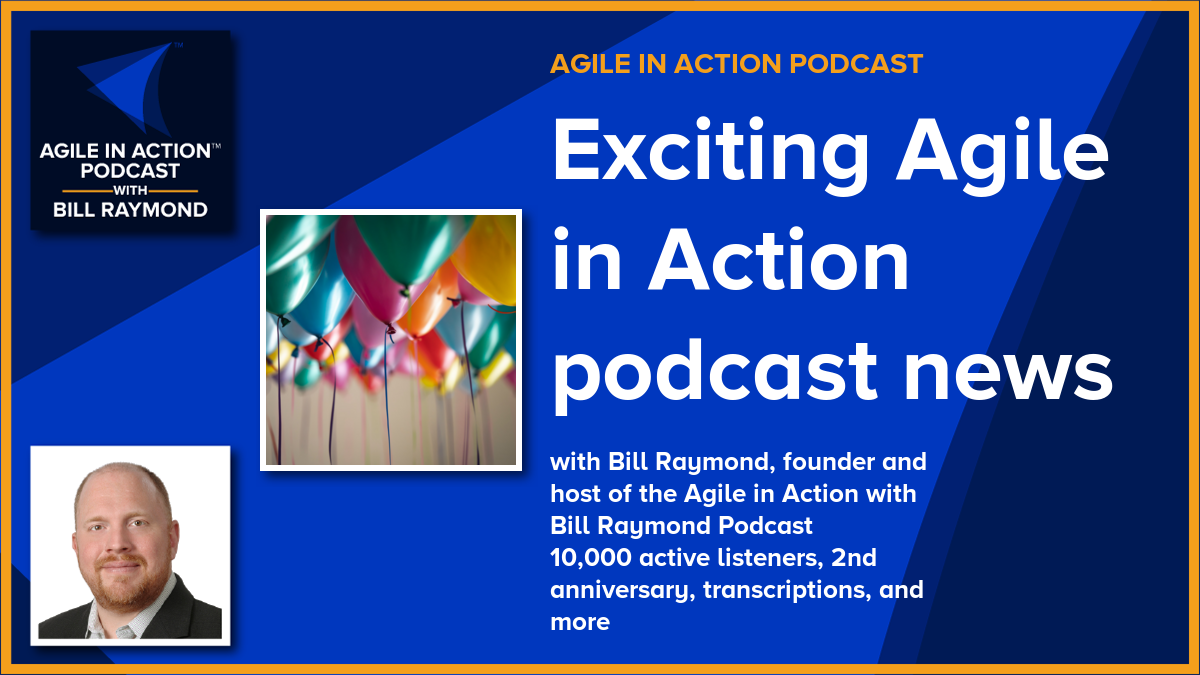 AGILE IN ACTION™
PODCAST
WITH
BILL RAYMOND
AGILE IN ACTION PODCAST
Exciting Agile
in Action
podcast news
with Bill Raymond, founder and
host of the Agile in Action with
Bill Raymond Podcast
10,000 active listeners, 2nd
anniversary, transcriptions, and
more